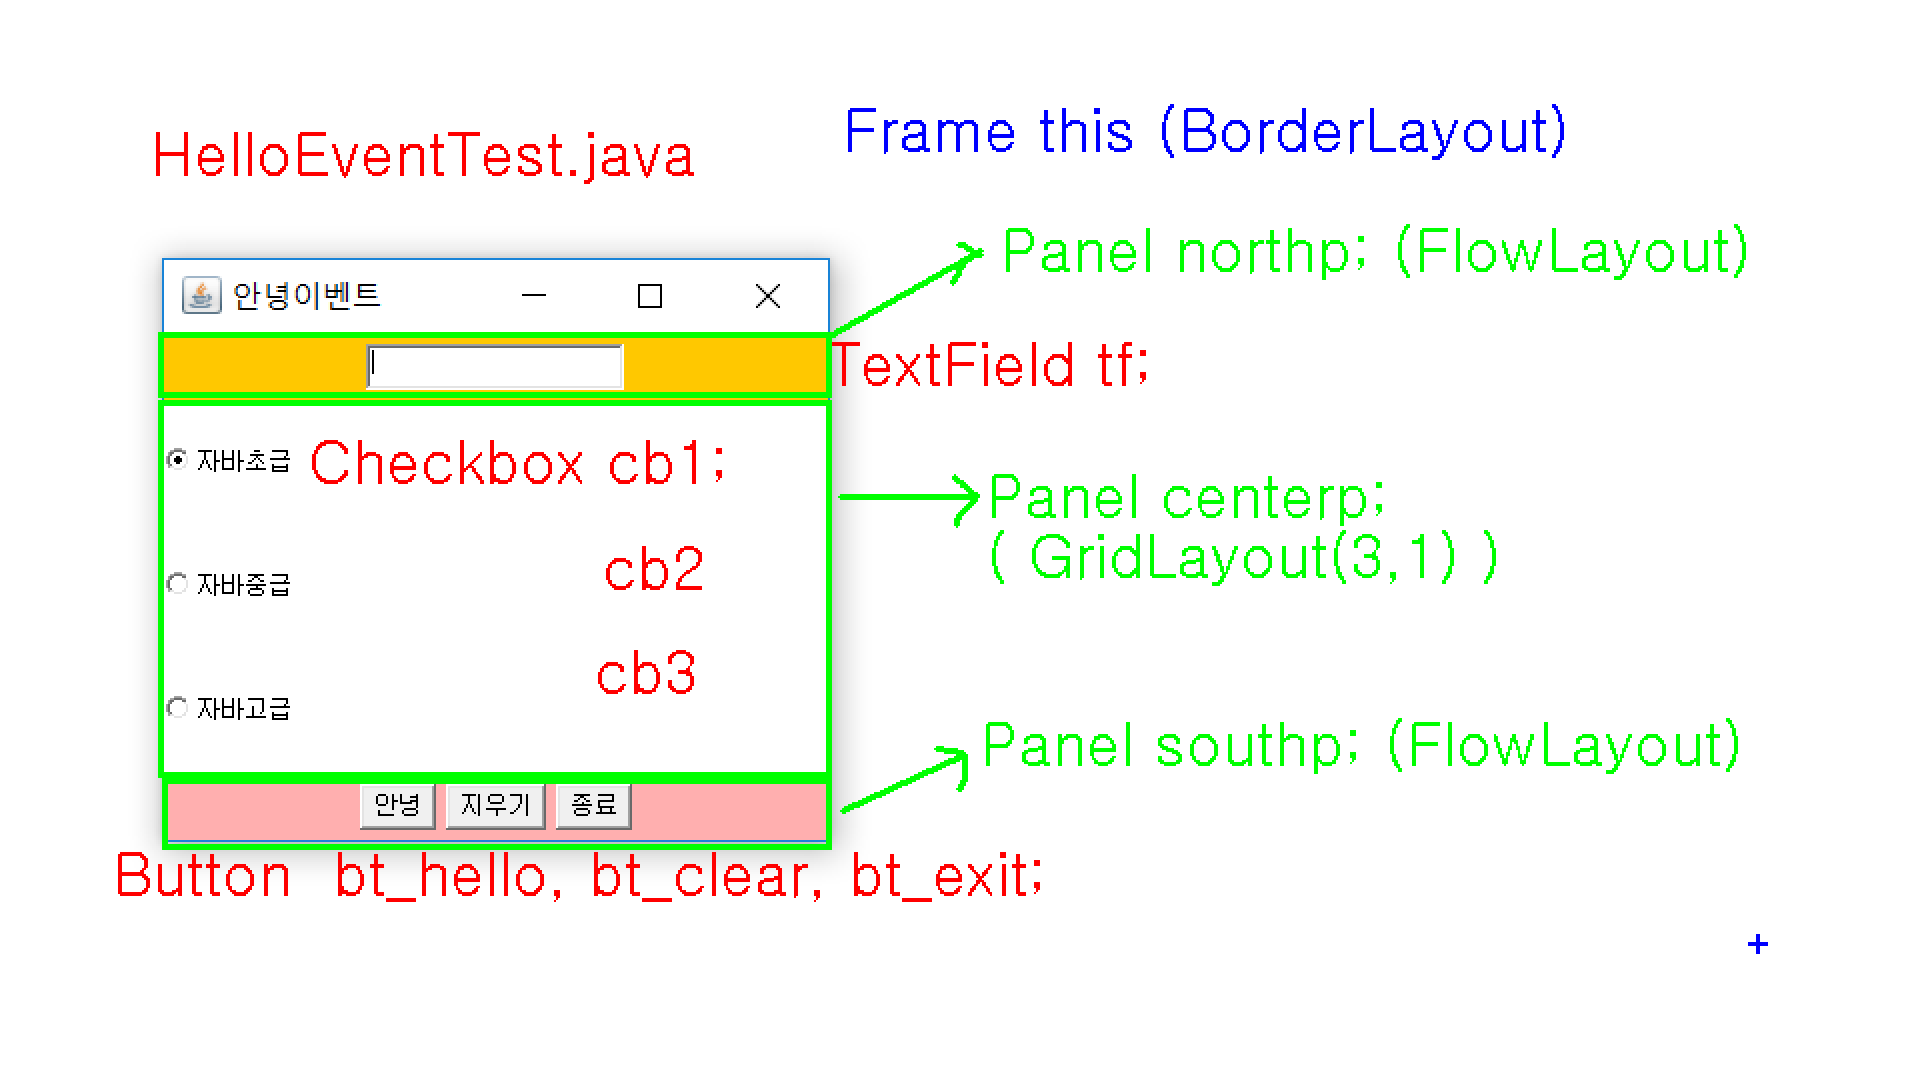 HelloEventTest.java
Frame this (BorderLayout)
Panel northp; (FlowLayout)
안녕이벤트
TextField tf;
자바초급
Checkbox cb1;
Panel centerp;
( GridLayout(3,1) )
자바중급
cb2
cb3
자바고급
Panel southp; (FlowLayout)
안녕 지우기 종료
Button bt_hello, bt_clear, bt_exit;